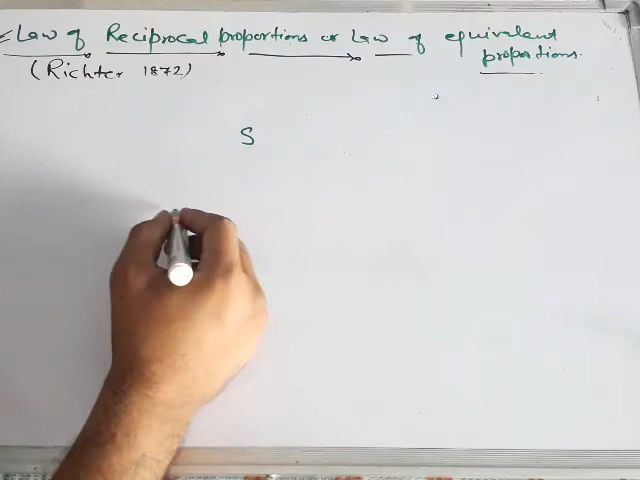 Law of Reciprocal proportions or Law of equivalent
proportions.
(Richter 1872)
S